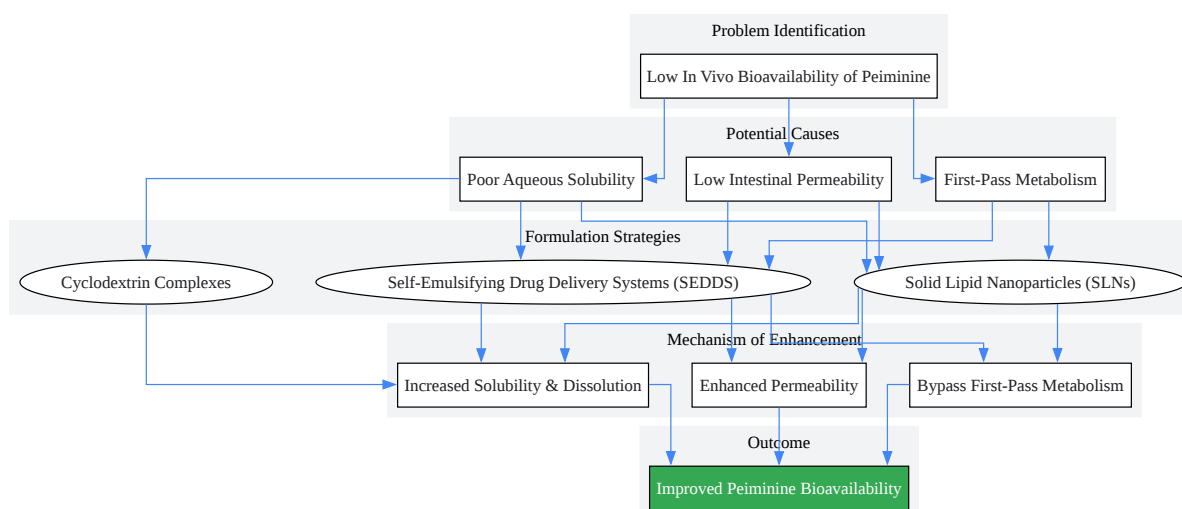 Problem Identification
Low In Vivo Bioavailability of Peiminine
Potential Causes
Poor Aqueous Solubility
Low Intestinal Permeability
First-Pass Metabolism
Formulation Strategies
Cyclodextrin Complexes
Self-Emulsifying Drug Delivery Systems (SEDDS)
Solid Lipid Nanoparticles (SLNs)
Mechanism of Enhancement
Increased Solubility & Dissolution
Enhanced Permeability
Bypass First-Pass Metabolism
Outcome
Improved Peiminine Bioavailability